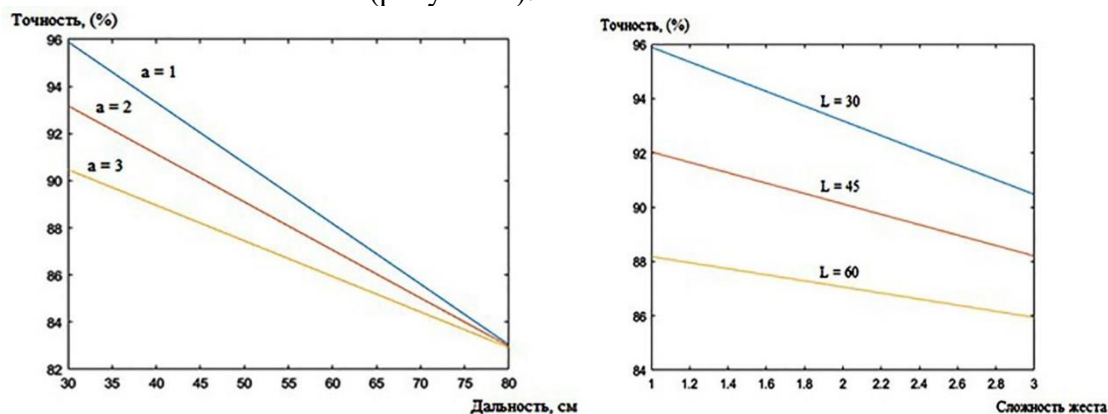 Точность, (%)
96
94
92
90
88
86
84
82
a = 1
a = 2
a = 3
30 35 40 45 50 55 60 65 70 75 80
Дальность, см
Точность, (%)
96
94
92
90
88
86
84
L = 30
L = 45
L = 60
1 1.2 1.4 1.6 1.8 2 2.2 2.4 2.6 2.8 3
Сложность жеста